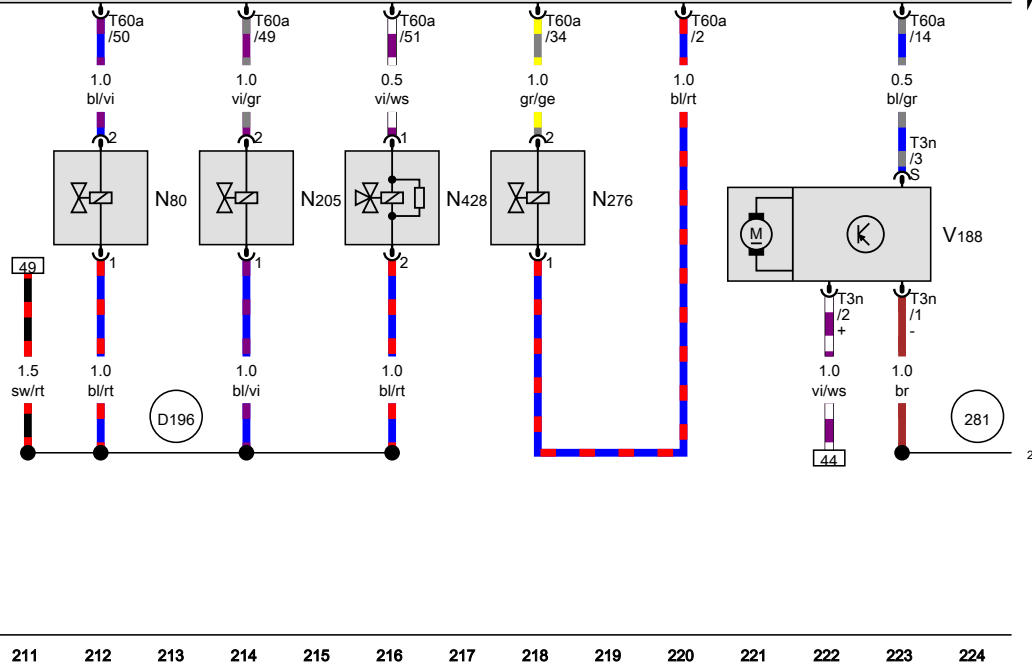 T60a
/50
T60a
/49
T60a
/51
T60a
/34
T60a
/2
T60a
/14
1.0
bl/vi
1.0
vi/gr
0.5
vi/ws
1.0
gr/ge
1.0
bl/rt
0.5
bl/gr
2
2
1
2
T3n
/3
S
N80
N205
N428
N276
M
V188
49
1
1
2
1
T3n
/2
+
T3n
/1
-
1.5
sw/rt
1.0
bl/rt
1.0
bl/vi
1.0
bl/rt
1.0
vi/ws
1.0
br
D196
281
44
2
211 212 213 214 215 216 217 218 219 220 221 222 223 224